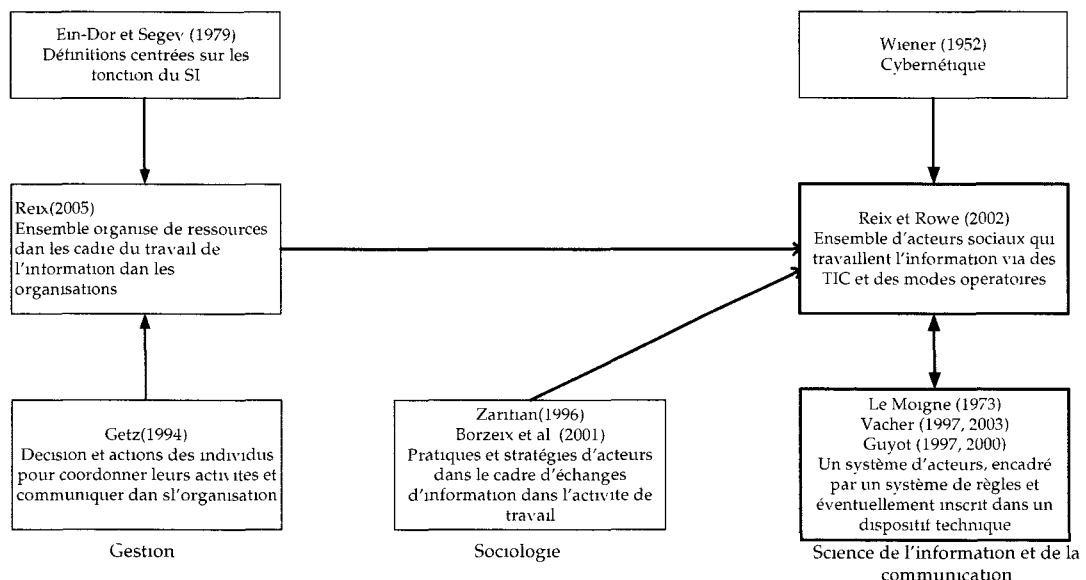 Ein-Dor et Segev (1979)
Définitions centrées sur les
fonction du SI
Wiener (1952)
Cybernétique
Reix(2005)
Ensemble organise de ressources
dan les cadre du travail de
l'information dan les
organisations
Reix et Rowe (2002)
Ensemble d'acteurs sociaux qui
travaillent l'information via des
TIC et des modes operatoires
Getz(1994)
Decision et actions des individus
pour coordonner leurs activites et
communiquer dan sl'organisation
Zarifian(1996)
Borzeix et al (2001)
Pratiques et stratégies d'acteurs
dans le cadre d'échanges
d'information dans l'activite de
travail
Le Moigne (1973)
Vacher (1997, 2003)
Guyot (1997, 2000)
Un système d'acteurs, encadré
par un système de règles et
éventuellement inscrit dans un
dispositif technique
Gestion
Sociologie
Science de l'information et de la
communication